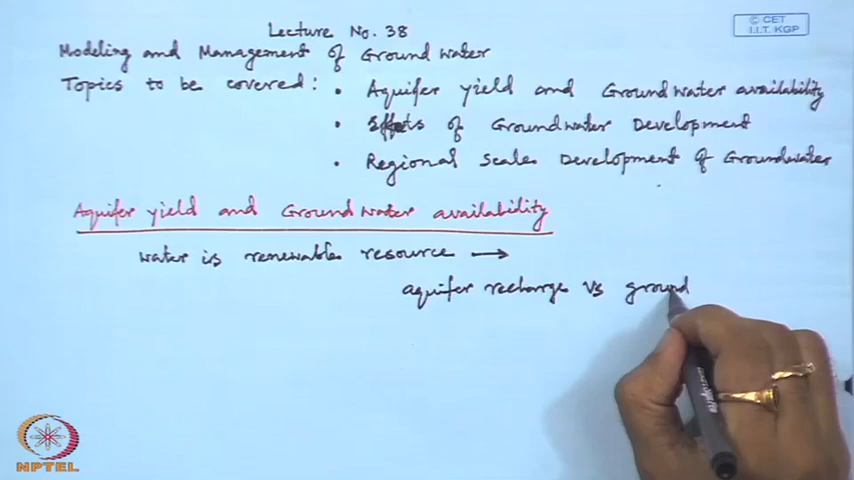 Lecture No. 38
© CET
I.I.T. KGP
Modeling and Management of Ground water
Topics to be covered : • Aquifer yield and Groundwater availability
• Effects of Groundwater Development
• Regional Scales Development of Groundwater
Aquifer yield and Groundwater availability
Water is renewable resource →
aquifer recharge vs ground
NPTEL